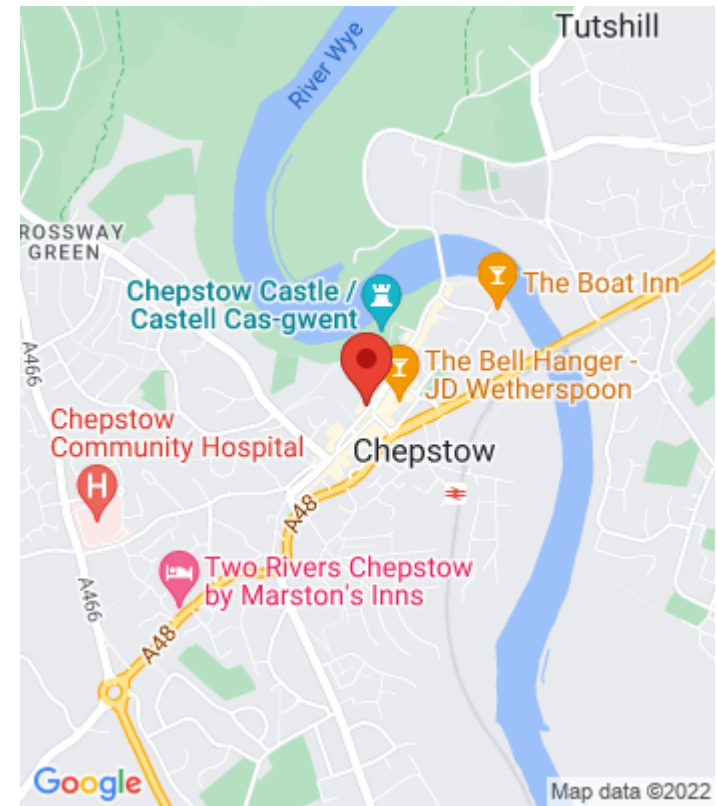 Tutshill
River Wye
ROSSWAY
GREEN
Chepstow Castle /
Castell Cas-gwent
The Boat Inn
The Bell Hanger -
JD Wetherspoon
A466
Chepstow
Community Hospital
H
Chepstow
A48
Two Rivers Chepstow
by Marston's Inns
A466
A48
Google
Map data ©2022